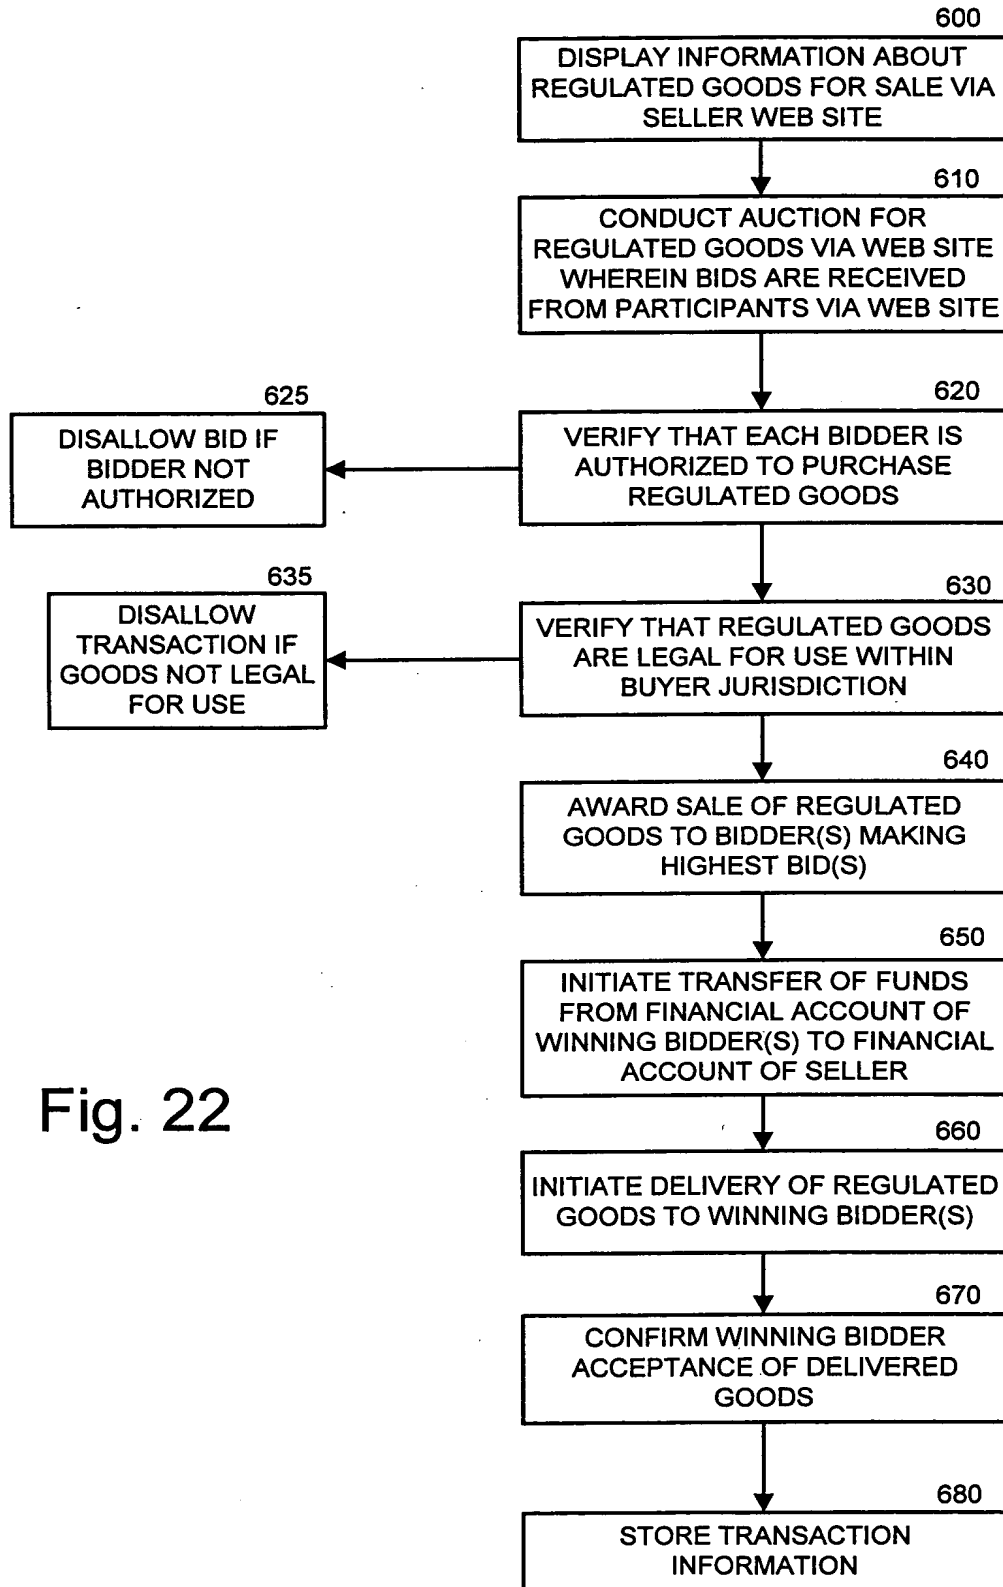 600
DISPLAY INFORMATION ABOUT
REGULATED GOODS FOR SALE VIA
SELLER WEB SITE
610
CONDUCT AUCTION FOR
REGULATED GOODS VIA WEB SITE
WHEREIN BIDS ARE RECEIVED
FROM PARTICIPANTS VIA WEB SITE
620
VERIFY THAT EACH BIDDER IS
AUTHORIZED TO PURCHASE
REGULATED GOODS
625
DISALLOW BID IF
BIDDER NOT
AUTHORIZED
630
VERIFY THAT REGULATED GOODS
ARE LEGAL FOR USE WITHIN
BUYER JURISDICTION
635
DISALLOW
TRANSACTION IF
GOODS NOT LEGAL
FOR USE
640
AWARD SALE OF REGULATED
GOODS TO BIDDER(S) MAKING
HIGHEST BID(S)
650
INITIATE TRANSFER OF FUNDS
FROM FINANCIAL ACCOUNT OF
WINNING BIDDER(S) TO FINANCIAL
ACCOUNT OF SELLER
660
INITIATE DELIVERY OF REGULATED
GOODS TO WINNING BIDDER(S)
670
CONFIRM WINNING BIDDER
ACCEPTANCE OF DELIVERED
GOODS
680
STORE TRANSACTION
INFORMATION
Fig. 22